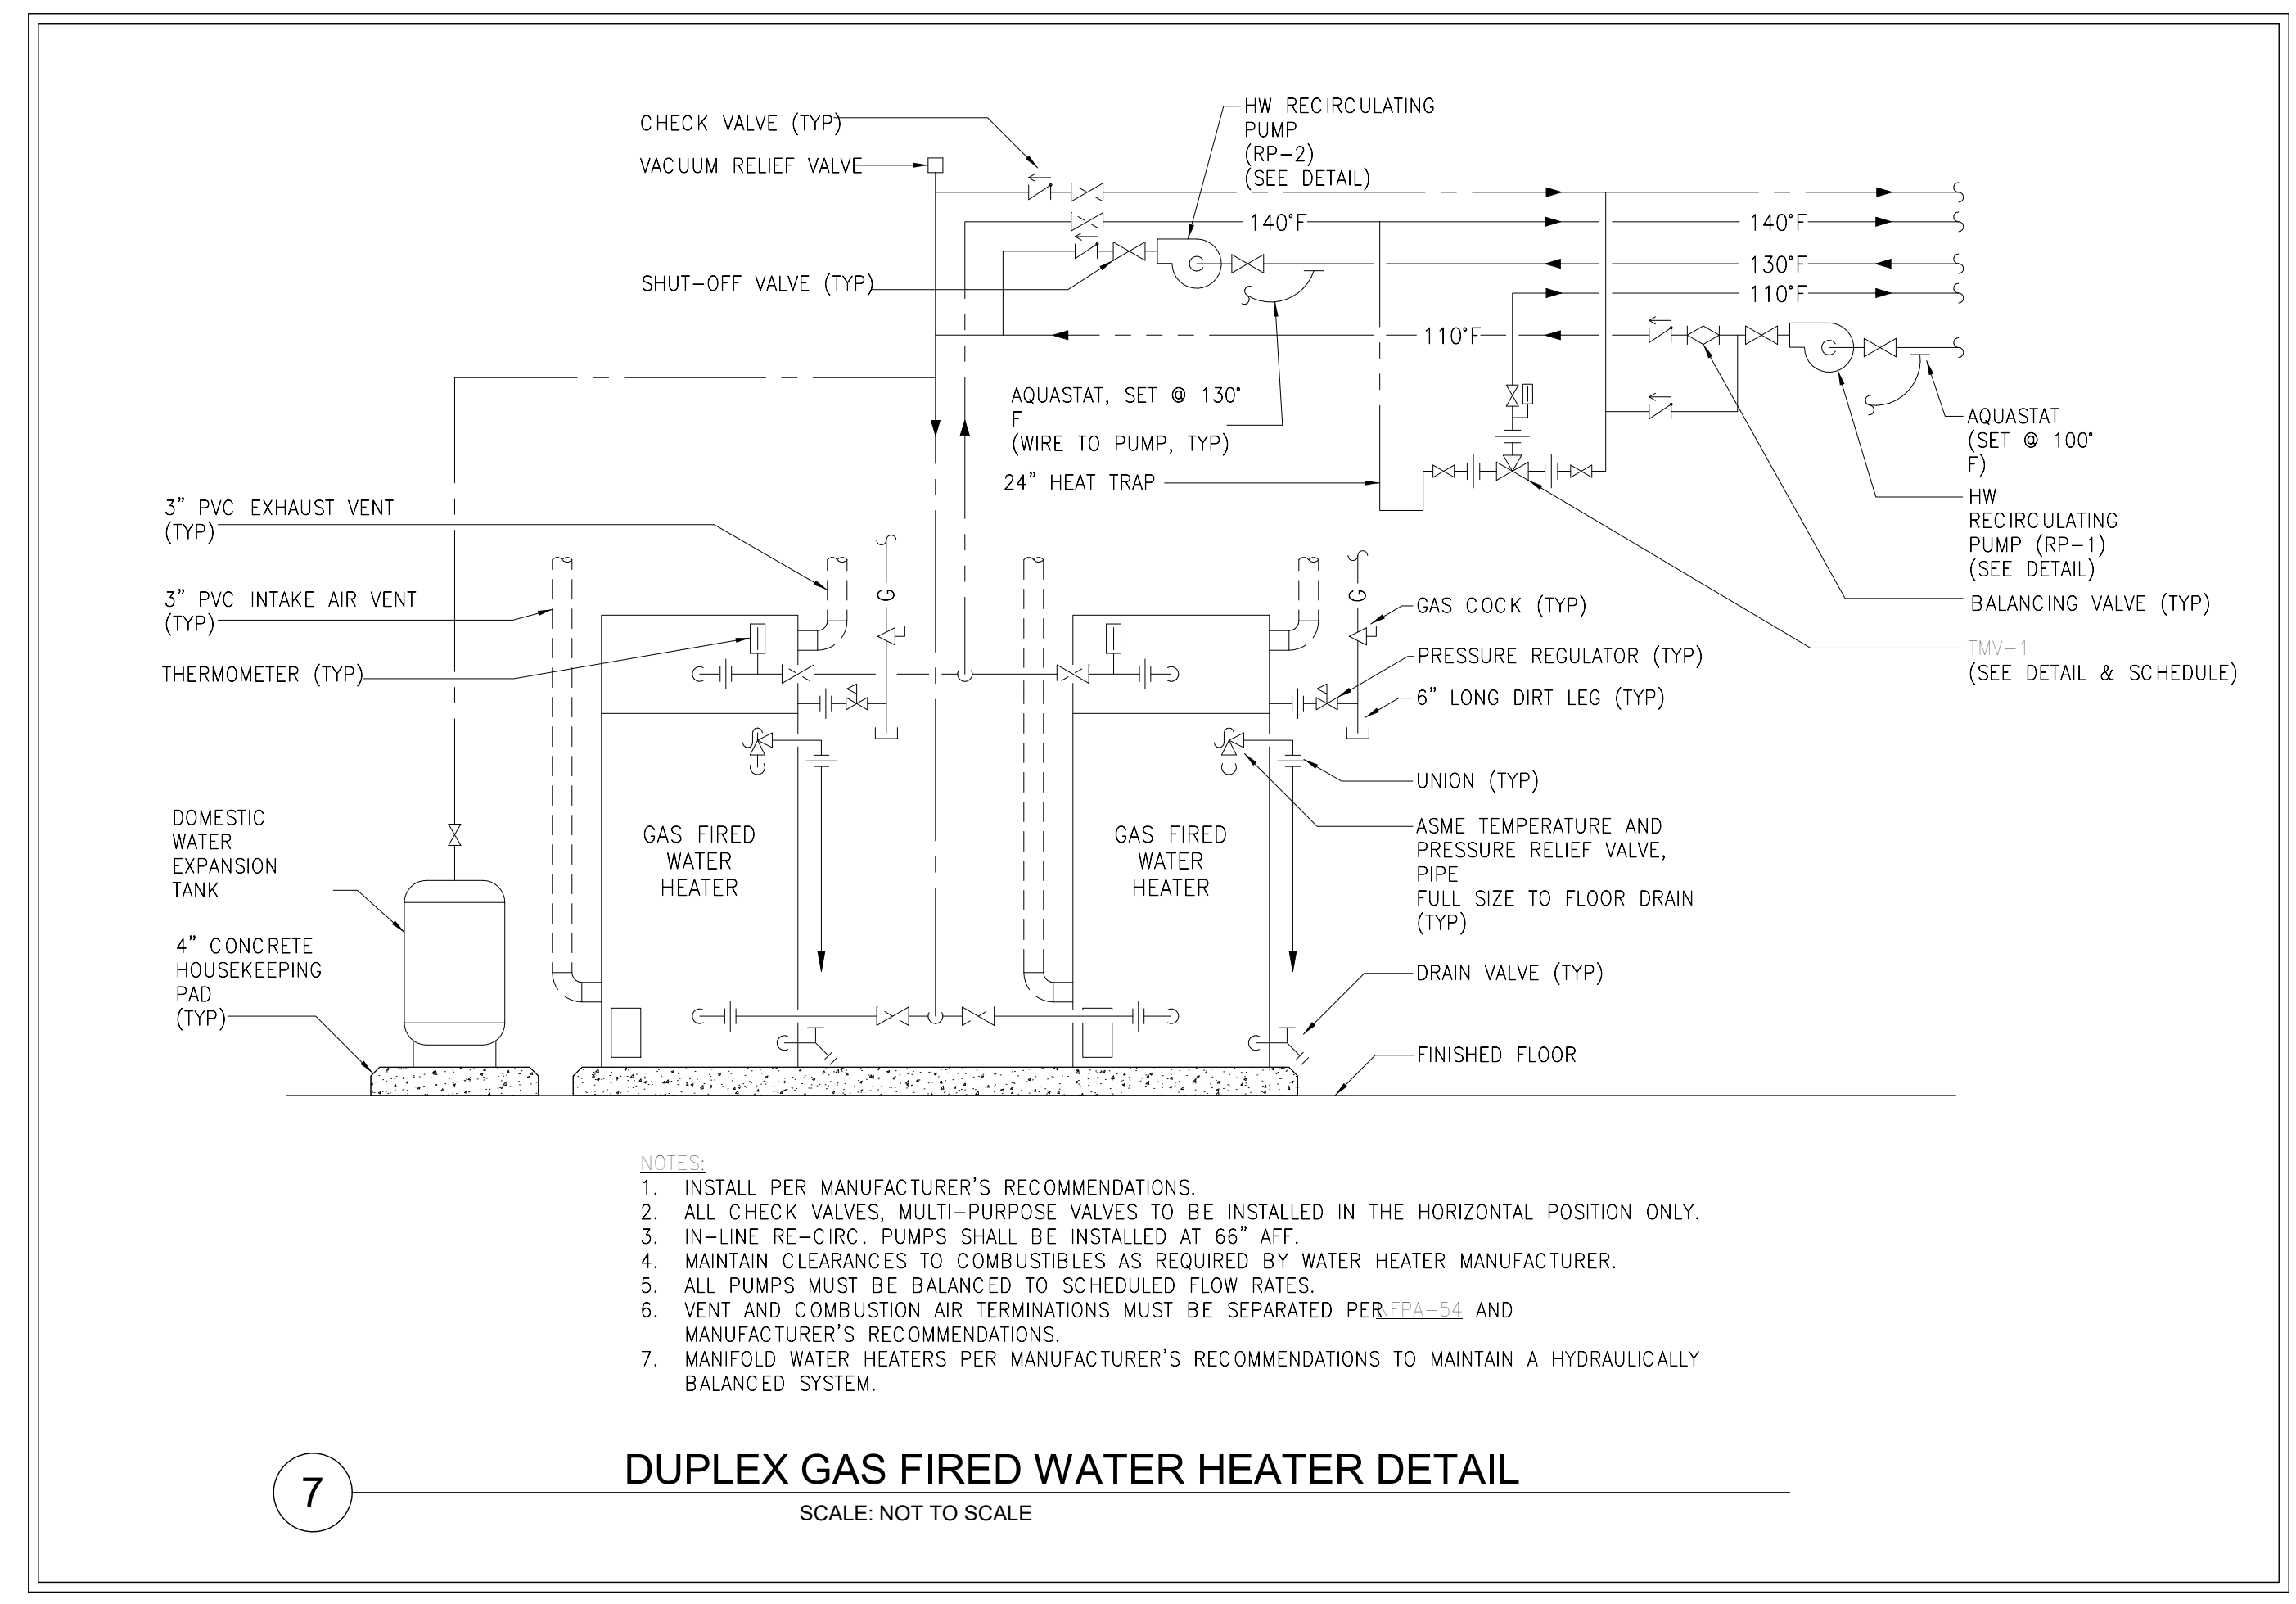 CHECK VALVE (TYP)
VACUUM RELIEF VALVE
HW RECIRCULATING
PUMP
(RP-2)
(SEE DETAIL)
140°F
140°F
SHUT-OFF VALVE (TYP)
130°F
110°F
110°F
AQUASTAT, SET @ 130°
F
(WIRE TO PUMP, TYP)
24" HEAT TRAP
AQUASTAT
(SET @ 100°
F)
HW
RECIRCULATING
PUMP (RP-1)
(SEE DETAIL)
BALANCING VALVE (TYP)
TMV-1
(SEE DETAIL & SCHEDULE)
3" PVC EXHAUST VENT
(TYP)
3" PVC INTAKE AIR VENT
(TYP)
THERMOMETER (TYP)
G
G
GAS COCK (TYP)
PRESSURE REGULATOR (TYP)
6" LONG DIRT LEG (TYP)
UNION (TYP)
ASME TEMPERATURE AND
PRESSURE RELIEF VALVE,
PIPE
FULL SIZE TO FLOOR DRAIN
(TYP)
DRAIN VALVE (TYP)
FINISHED FLOOR
GAS FIRED
WATER
HEATER
GAS FIRED
WATER
HEATER
DOMESTIC
WATER
EXPANSION
TANK
4" CONCRETE
HOUSEKEEPING
PAD
(TYP)
NOTES:
1. INSTALL PER MANUFACTURER'S RECOMMENDATIONS.
2. ALL CHECK VALVES, MULTI-PURPOSE VALVES TO BE INSTALLED IN THE HORIZONTAL POSITION ONLY.
3. IN-LINE RE-CIRC. PUMPS SHALL BE INSTALLED AT 66" AFF.
4. MAINTAIN CLEARANCES TO COMBUSTIBLES AS REQUIRED BY WATER HEATER MANUFACTURER.
5. ALL PUMPS MUST BE BALANCED TO SCHEDULED FLOW RATES.
6. VENT AND COMBUSTION AIR TERMINATIONS MUST BE SEPARATED PER NFPA-54 AND
MANUFACTURER'S RECOMMENDATIONS.
7. MANIFOLD WATER HEATERS PER MANUFACTURER'S RECOMMENDATIONS TO MAINTAIN A HYDRAULICALLY
BALANCED SYSTEM.
7
DUPLEX GAS FIRED WATER HEATER DETAIL
SCALE: NOT TO SCALE